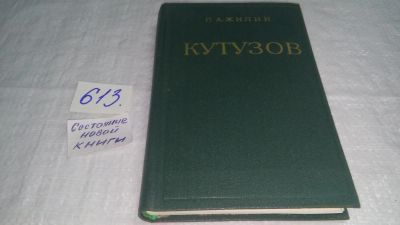 П.А.ЖИЛИН
КУТУЗОВ
613.
Состояние
новой
книги